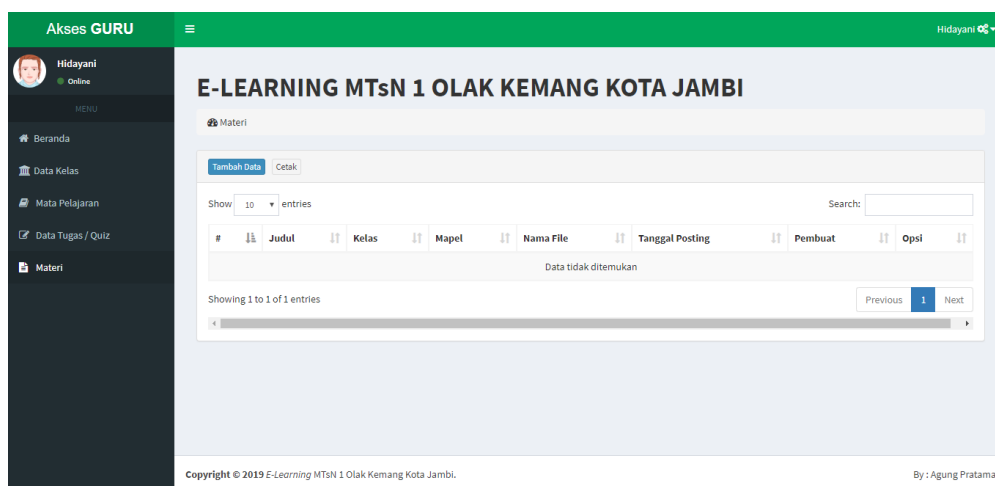 Akses GURU
Hidayani
Hidayani
Online
MENU
Beranda
Data Kelas
Mata Pelajaran
Data Tugas / Quiz
Materi
E-LEARNING MTsN 1 OLAK KEMANG KOTA JAMBI
Materi
Tambah Data Cetak
Show 10 entries Search:
# Judul Kelas Mapel Nama File Tanggal Posting Pembuat Opsi
Data tidak ditemukan
Showing 1 to 1 of 1 entries Previous 1 Next
Copyright © 2019 E-Learning MTsN 1 Olak Kemang Kota Jambi. By : Agung Pratama